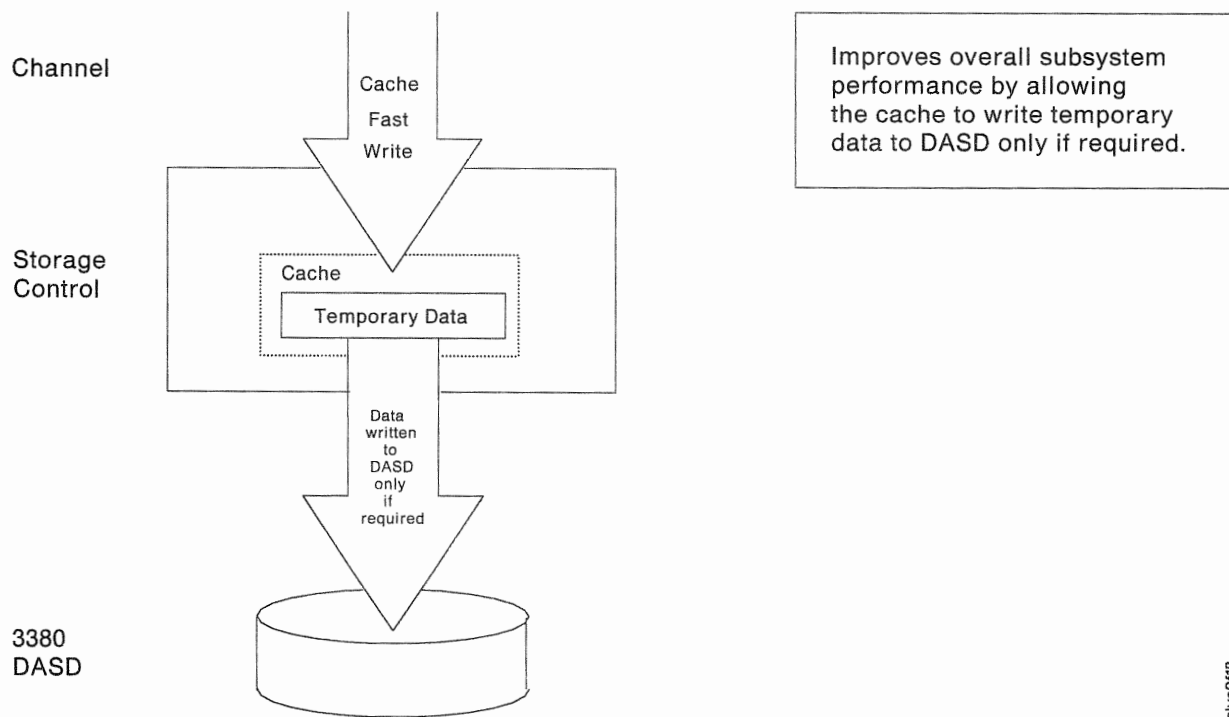 Channel
Cache
Fast
Write
Improves overall subsystem
performance by allowing
the cache to write temporary
data to DASD only if required.
Storage
Control
Cache
Temporary Data
Data
written
to
DASD
only
if
required
3380
DASD